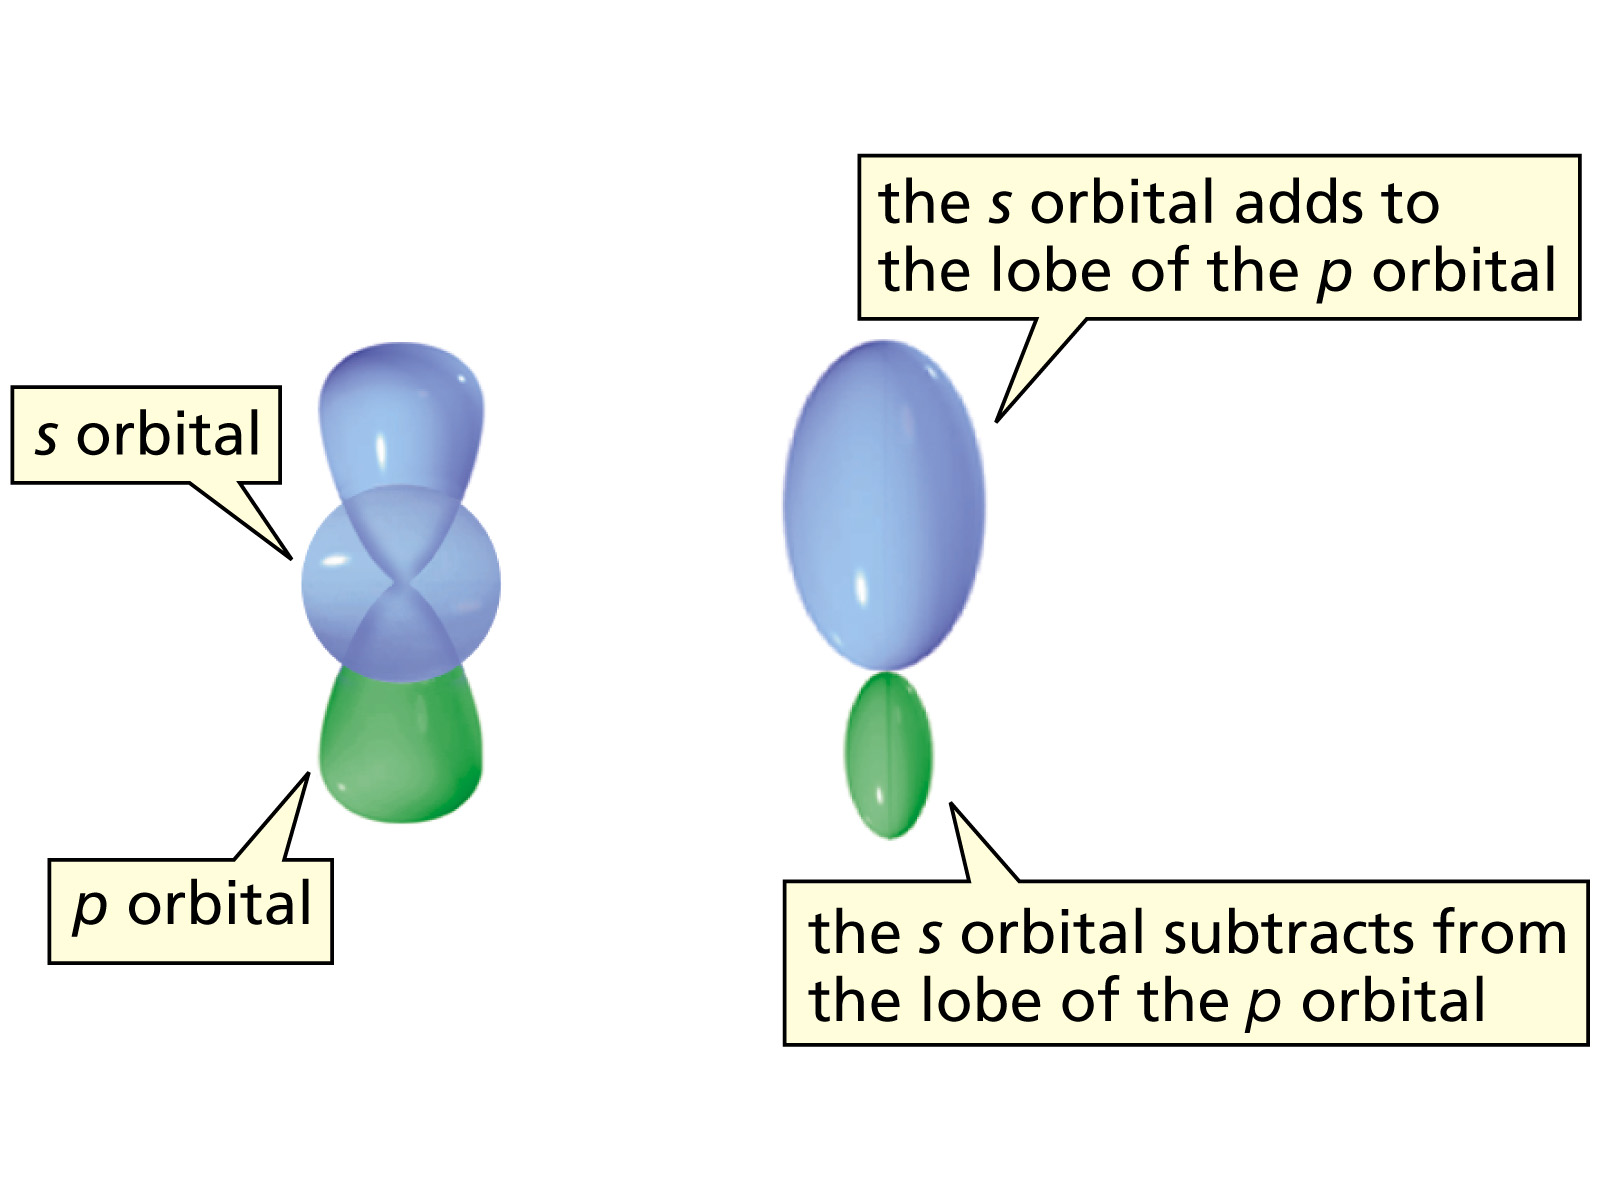 the s orbital adds to
the lobe of the p orbital
s orbital
p orbital
the s orbital subtracts from
the lobe of the p orbital